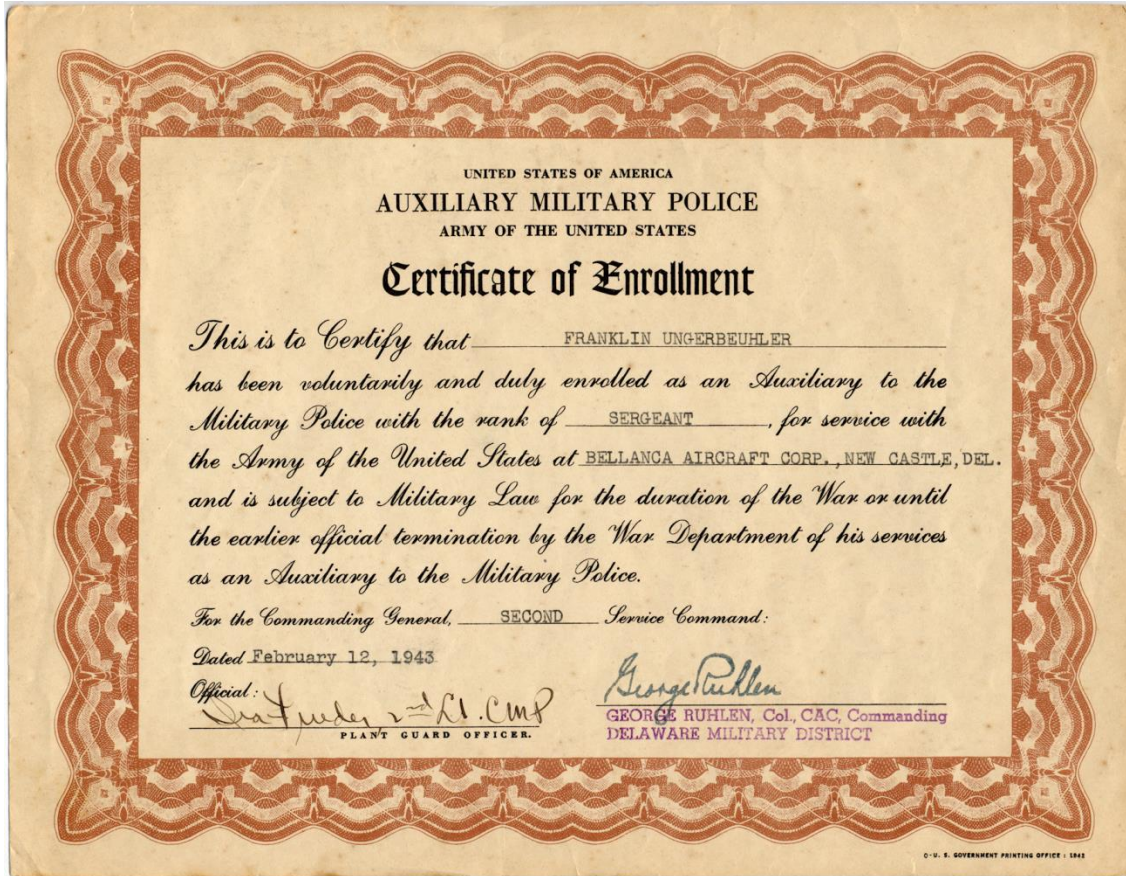 UNITED STATES OF AMERICA
AUXILIARY MILITARY POLICE
ARMY OF THE UNITED STATES
Certificate of Enrollment
This is to Certify that FRANKLIN UNGERBEUHLER
has been voluntarily and duly enrolled as an Auxiliary to the
Military Police with the rank of SERGEANT, for service with
the Army of the United States at BELLANCA AIRCRAFT CORP., NEW CASTLE, DEL.
and is subject to Military Law for the duration of the War or until
the earlier official termination by the War Department of his services
as an Auxiliary to the Military Police.
For the Commanding General, SECOND Service Command:
Dated February 12, 1943
Official:
2nd Lt. CMP
PLANT GUARD OFFICER.
George Ruhlen
GEORGE RUHLEN, Col., CAC, Commanding
DELAWARE MILITARY DISTRICT
U. S. GOVERNMENT PRINTING OFFICE : 1942